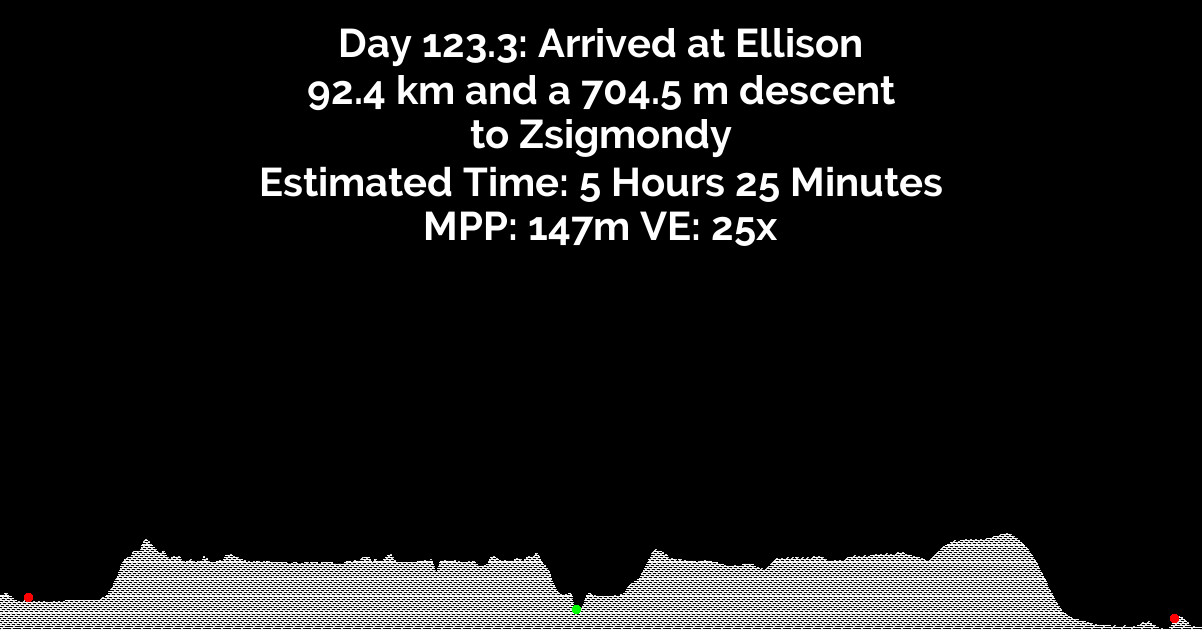 Day 123.3: Arrived at Ellison
92.4 km and a 704.5 m descent
to Zsigmondy
Estimated Time: 5 Hours 25 Minutes
MPP: 147m VE: 25x